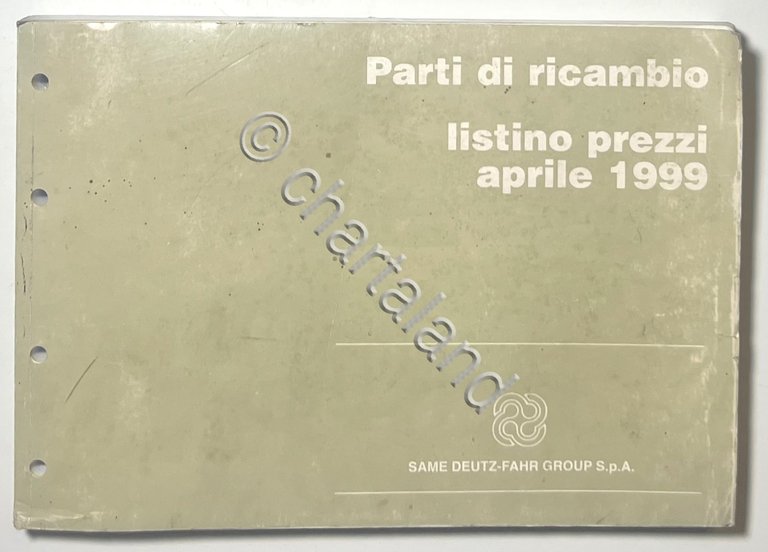 Parti di ricambio
listino prezzi
aprile 1999
© chartaland
SAME DEUTZ-FAHR GROUP S.p.A.